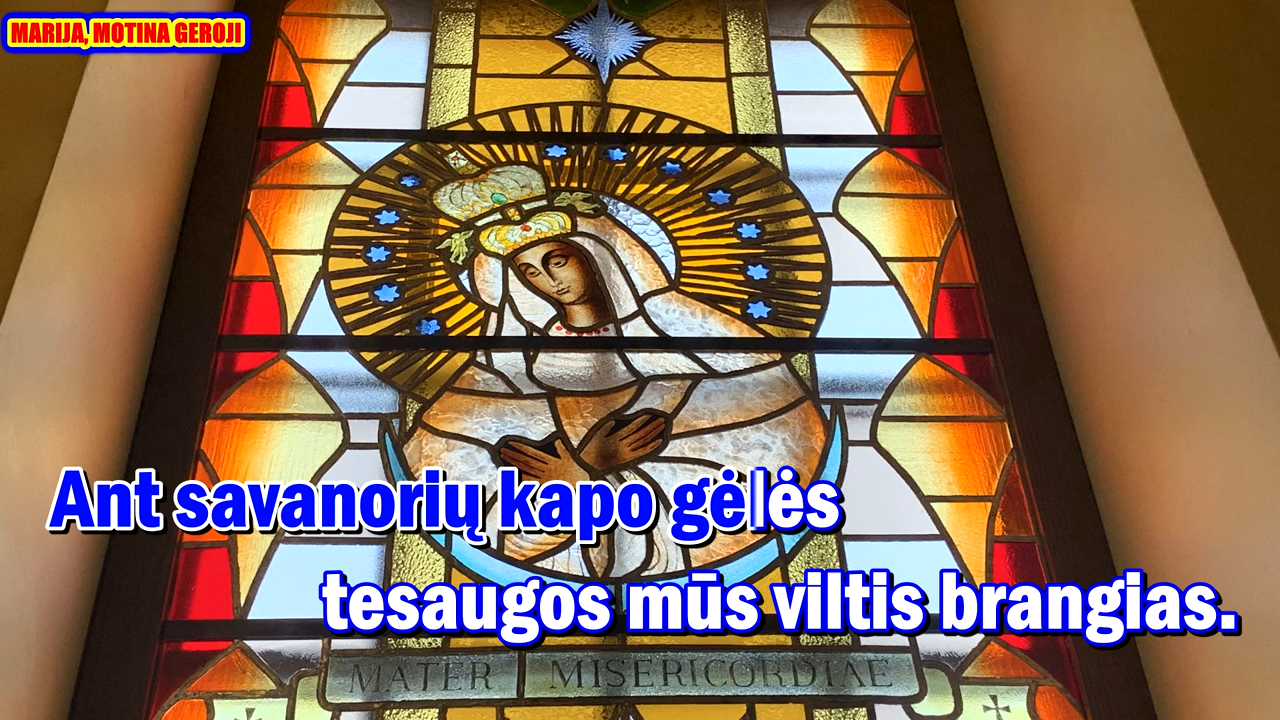 MARIJA, MOTINA GEROJI
Ant savanorių kapo gėlės
tesaugos mūs viltis brangias.
MATER MISERICORDIAE